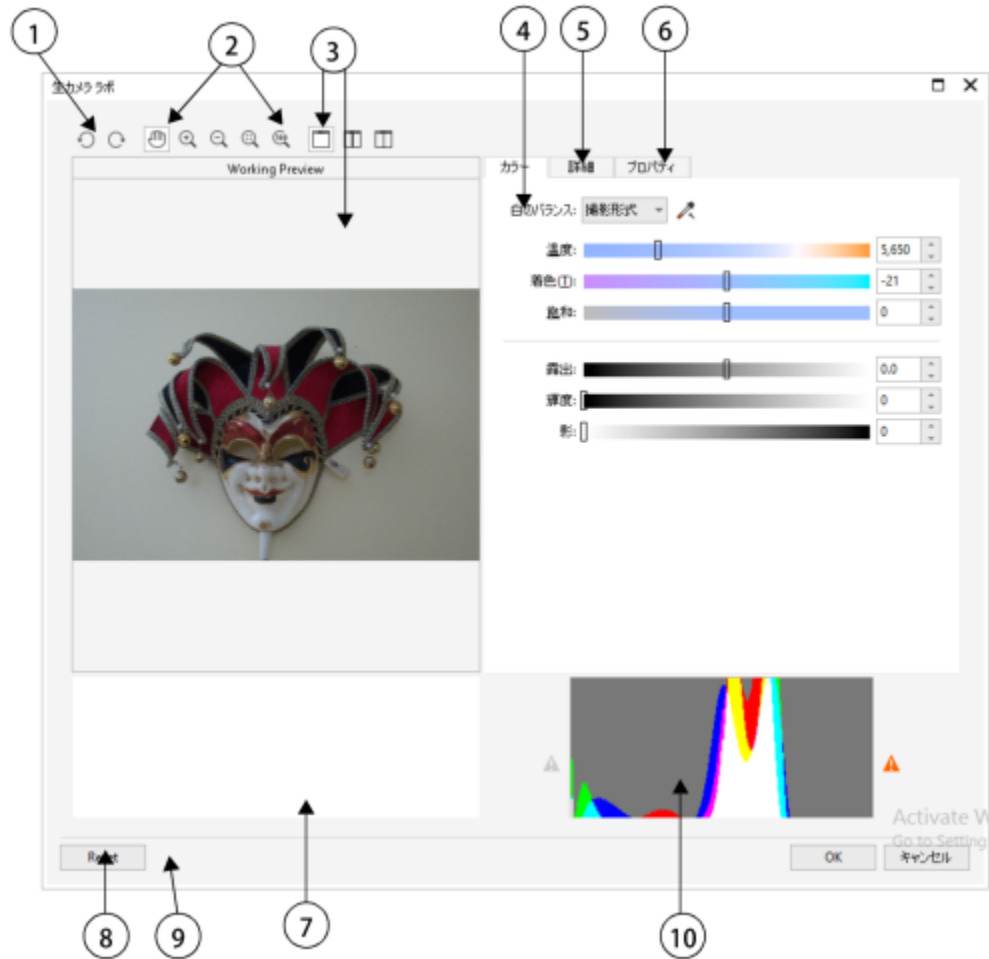 1
2
3
4
5
6
生カメラ ラボ
Working Preview
カラー 詳細 プロパティ
白のバランス: 撮影形式
温度: 5,650
着色(T): -21
飽和: 0
露出: 0.0
輝度: 0
影: 0
Activate W
Go to Setting
Reset
OK
キャンセル
8
9
7
10